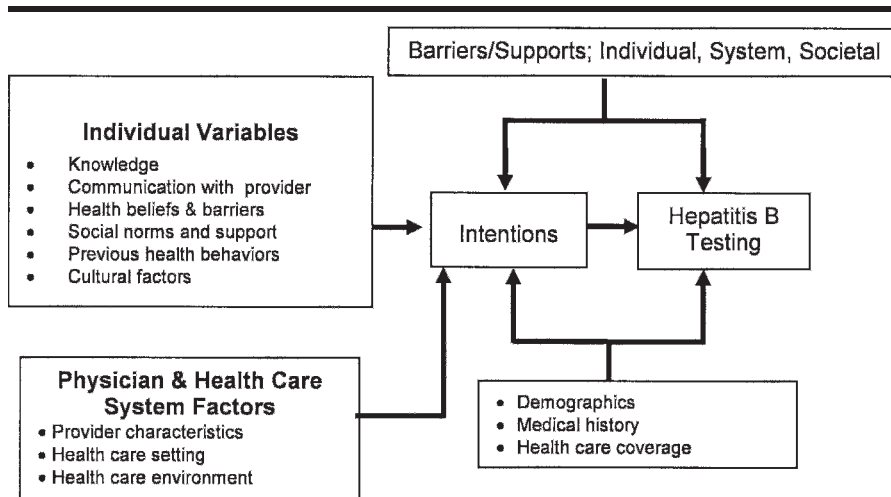 Barriers/Supports; Individual, System, Societal
Individual Variables
• Knowledge
• Communication with provider
• Health beliefs & barriers
• Social norms and support
• Previous health behaviors
• Cultural factors
Intentions
Hepatitis B
Testing
Physician & Health Care
System Factors
• Provider characteristics
• Health care setting
• Health care environment
• Demographics
• Medical history
• Health care coverage